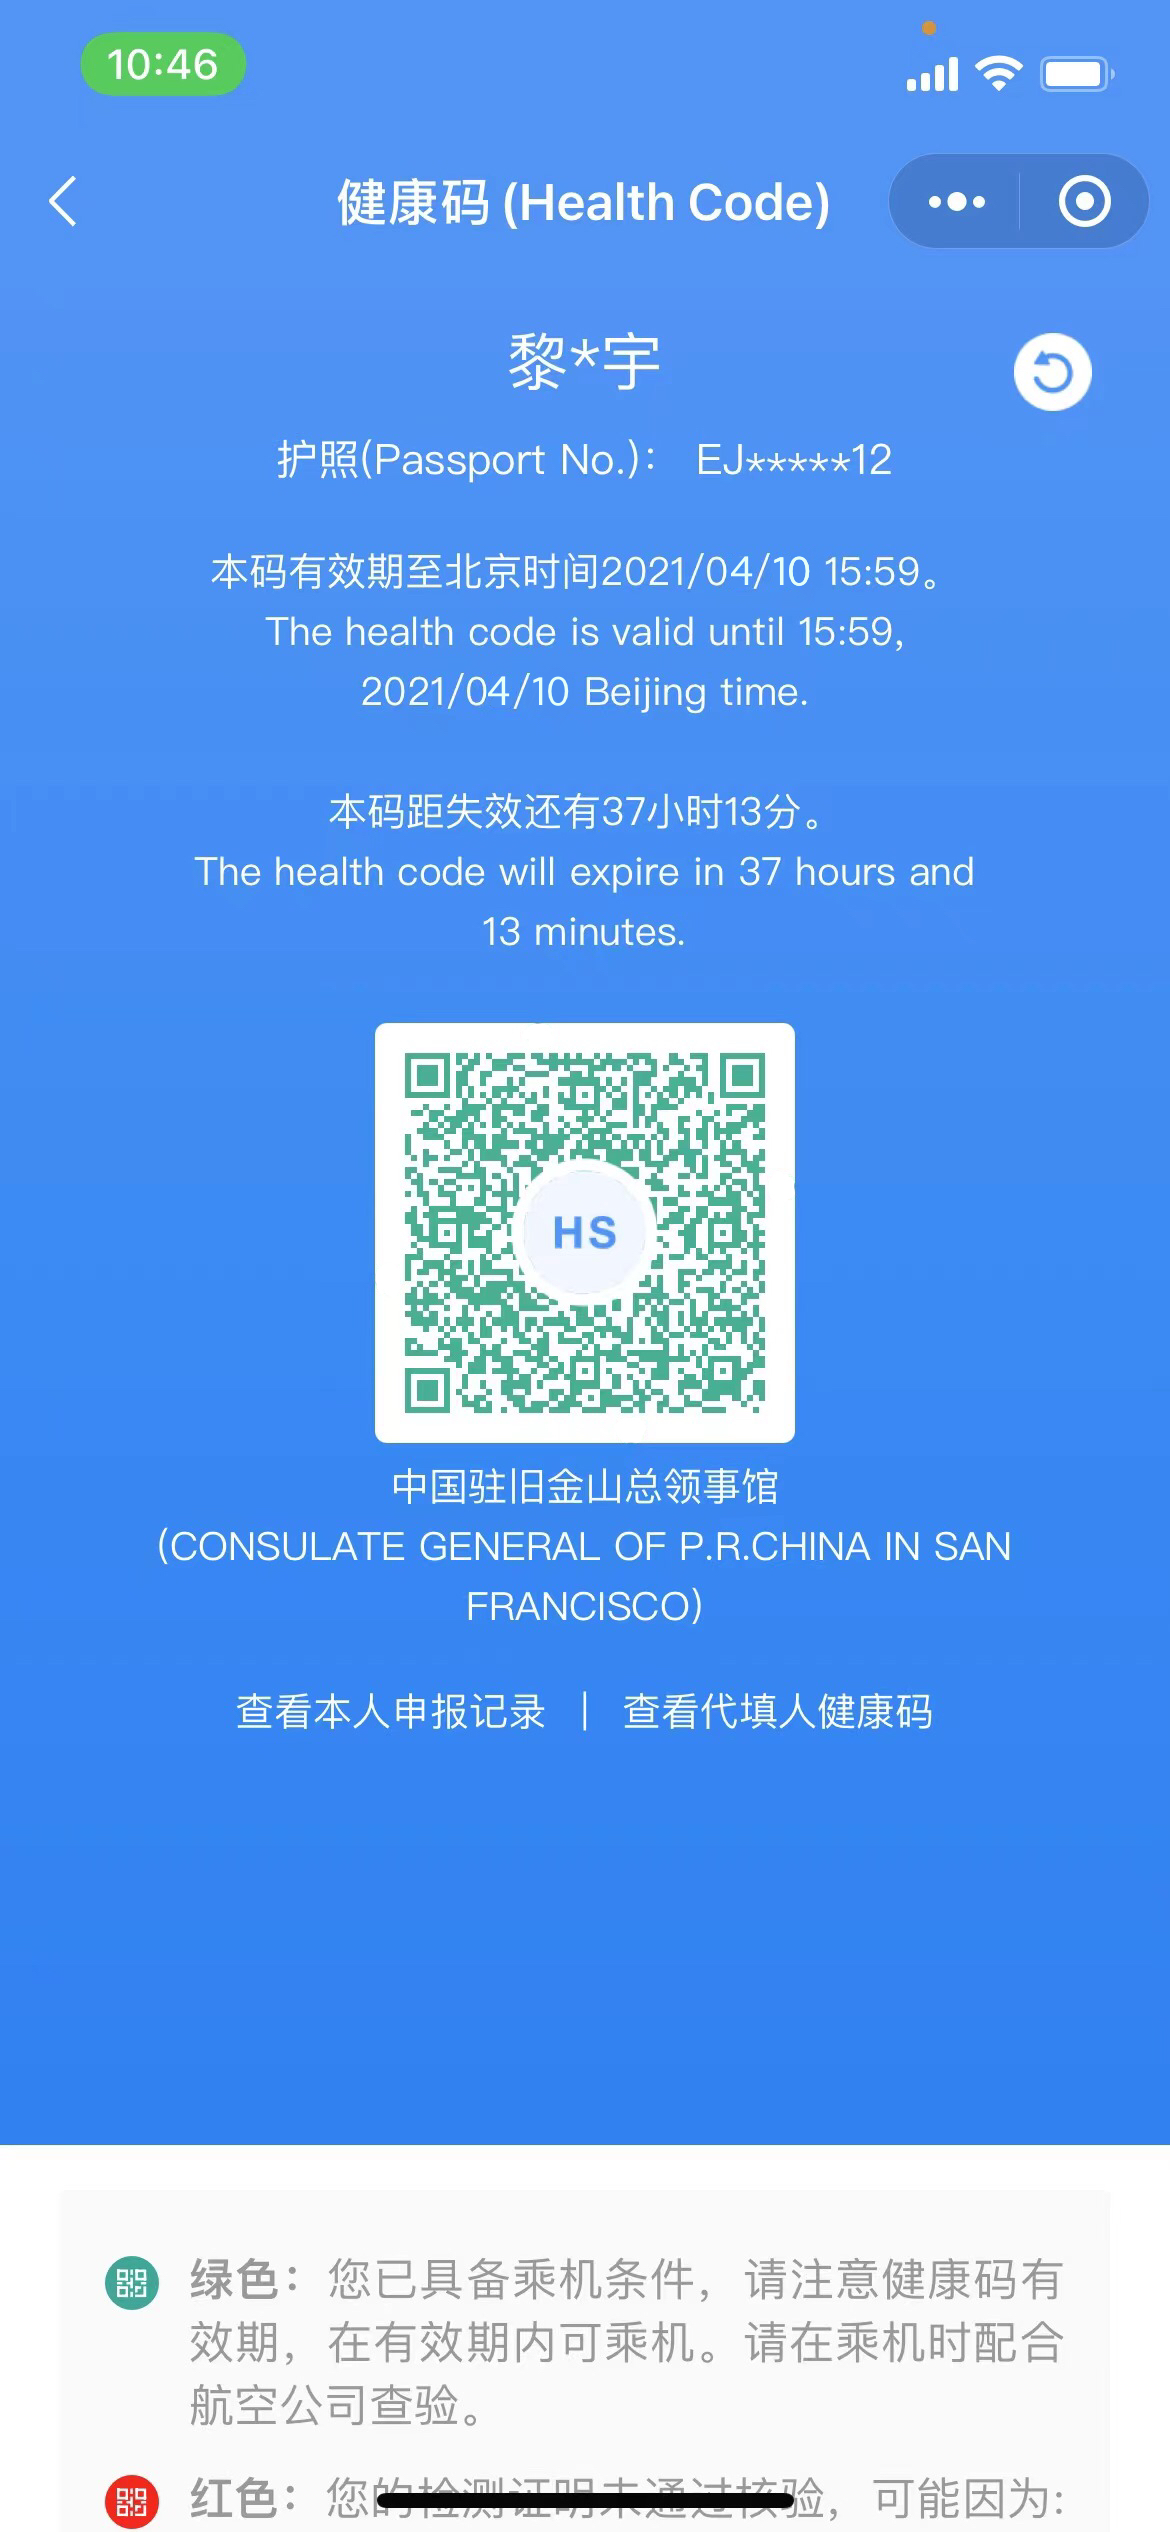 10:46
健康码 (Health Code)
黎*宇
护照(Passport No.)： EJ*****12
本码有效期至北京时间2021/04/10 15:59。
The health code is valid until 15:59,
2021/04/10 Beijing time.
本码距失效还有37小时13分。
The health code will expire in 37 hours and
13 minutes.
HS
中国驻旧金山总领事馆
(CONSULATE GENERAL OF P.R.CHINA IN SAN
FRANCISCO)
查看本人申报记录 | 查看代填人健康码
绿色：您已具备乘机条件，请注意健康码有
效期，在有效期内可乘机。请在乘机时配合
航空公司查验。
红色：您的检测证明未通过核验，可能因为: